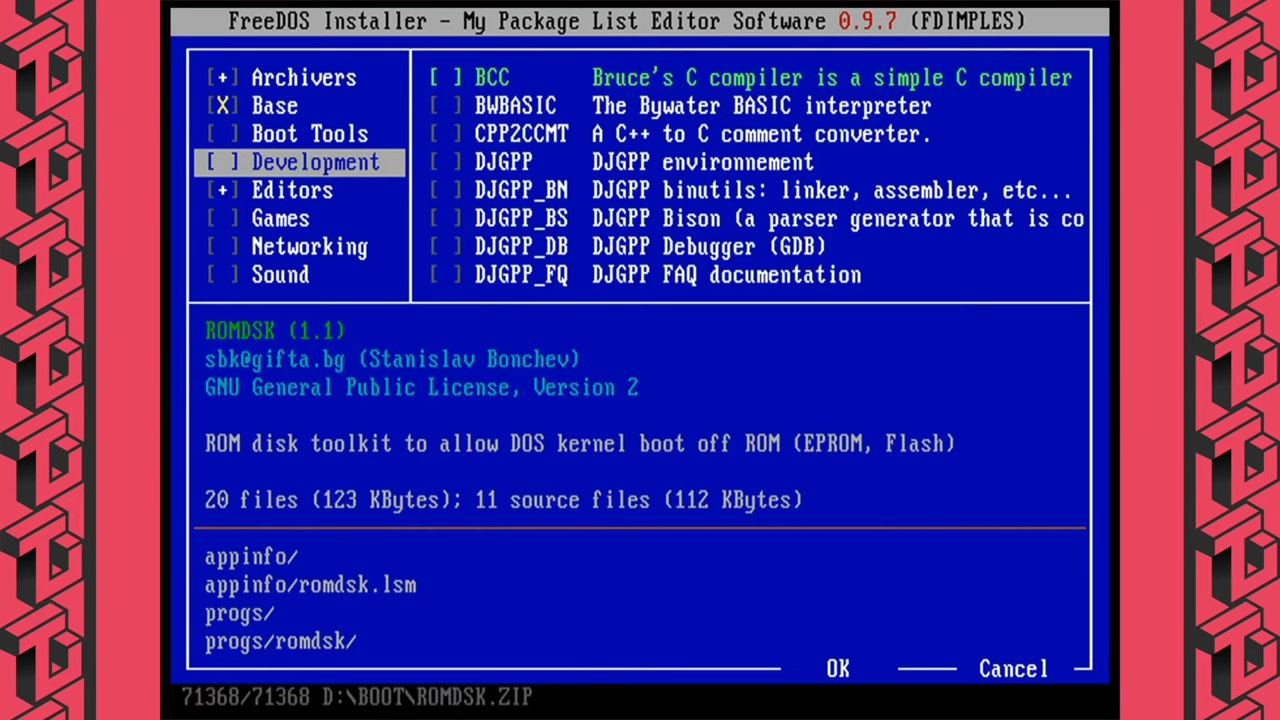 FreeDOS Installer - My Package List Editor Software 0.9.7 (FDIMPLES)
[+] Archivers
[X] Base
[ ] Boot Tools
[ ] Development
[+] Editors
[ ] Games
[ ] Networking
[ ] Sound
[ ] BCC Bruce's C compiler is a simple C compiler
[ ] BWBASIC The Bywater BASIC interpreter
[ ] CPP2CCMT A C++ to C comment converter.
[ ] DJGPP DJGPP environnement
[ ] DJGPP_BN DJGPP binutils: linker, assembler, etc...
[ ] DJGPP_BS DJGPP Bison (a parser generator that is co
[ ] DJGPP_DB DJGPP Debugger (GDB)
[ ] DJGPP_FQ DJGPP FAQ documentation
ROMDSK (1.1)
sbk@gifta.bg (Stanislav Bonchev)
GNU General Public License, Version 2
ROM disk toolkit to allow DOS kernel boot off ROM (EPROM, Flash)
20 files (123 KBytes); 11 source files (112 KBytes)
appinfo/
appinfo/romdsk.lsm
progs/
progs/romdsk/
OK Cancel
71368/71368 D:\BOOT\ROMDSK.ZIP